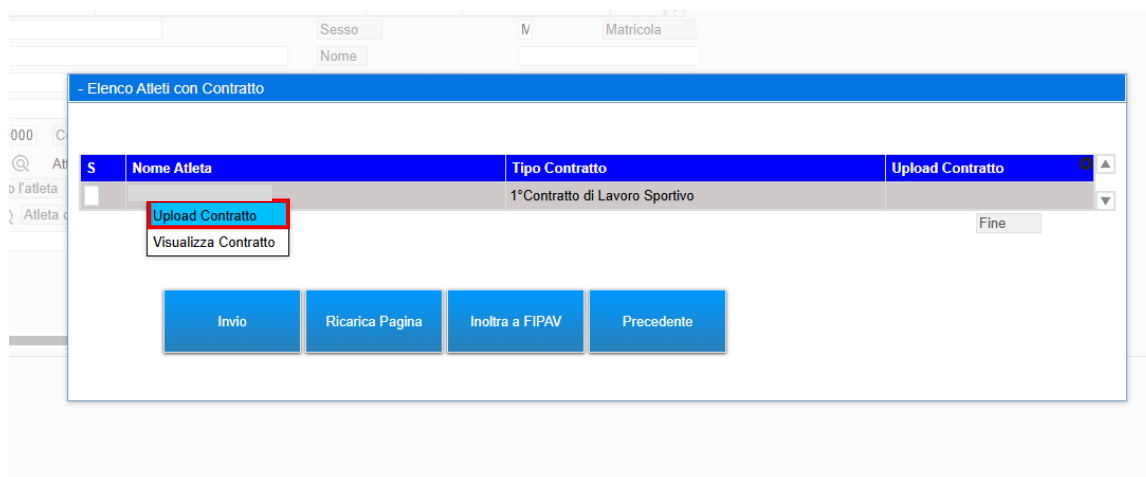 Sesso M Matricola
Nome
- Elenco Atleti con Contratto
000
S Nome Atleta Tipo Contratto Upload Contratto
o l'atleta
1°Contratto di Lavoro Sportivo
Atleta
Upload Contratto
Fine
Visualizza Contratto
Invio Ricarica Pagina Inoltra a FIPAV Precedente